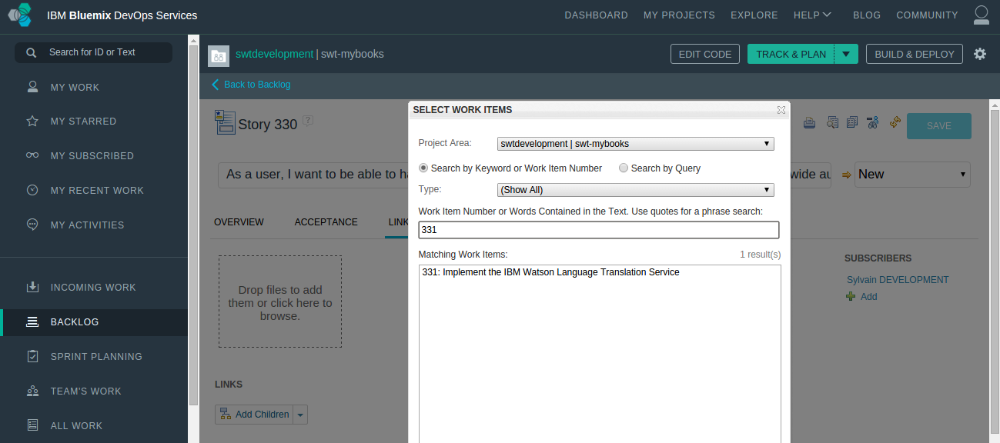 IBM Bluemix DevOps Services
DASHBOARD MY PROJECTS EXPLORE HELP BLOG COMMUNITY
Search for ID or Text
MY WORK
MY STARRED
MY SUBSCRIBED
MY RECENT WORK
MY ACTIVITIES
INCOMING WORK
BACKLOG
SPRINT PLANNING
TEAM'S WORK
ALL WORK
swtdevelopment | swt-mybooks
EDIT CODE TRACK & PLAN BUILD & DEPLOY
Back to Backlog
Story 330 ?
SAVE
As a user, I want to be able to ha
wide au
New
OVERVIEW ACCEPTANCE LINK
Drop files to add
them or click here to
browse.
LINKS
Add Children
SELECT WORK ITEMS
Project Area: swtdevelopment | swt-mybooks
Search by Keyword or Work Item Number Search by Query
Type: (Show All)
Work Item Number or Words Contained in the Text. Use quotes for a phrase search:
331
Matching Work Items: 1 result(s)
331: Implement the IBM Watson Language Translation Service
SUBSCRIBERS
Sylvain DEVELOPMENT
Add